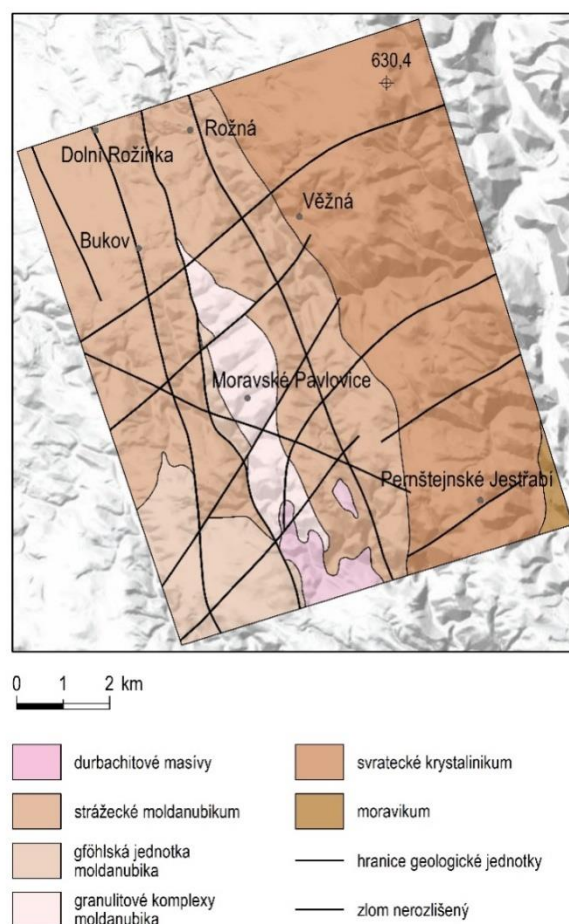 630,4
Rožná
Dolní Rožínka
Věžná
Bukov
Moravské Pavlovice
Pernštejnské Jestřabí
0 1 2 km
durbachitové masívy
strážecké moldanubikum
gföhlská jednotka
moldanubika
granulitové komplexy
moldanubika
svratecké krystalinikum
moravikum
hranice geologické jednotky
zlom nerozlišený